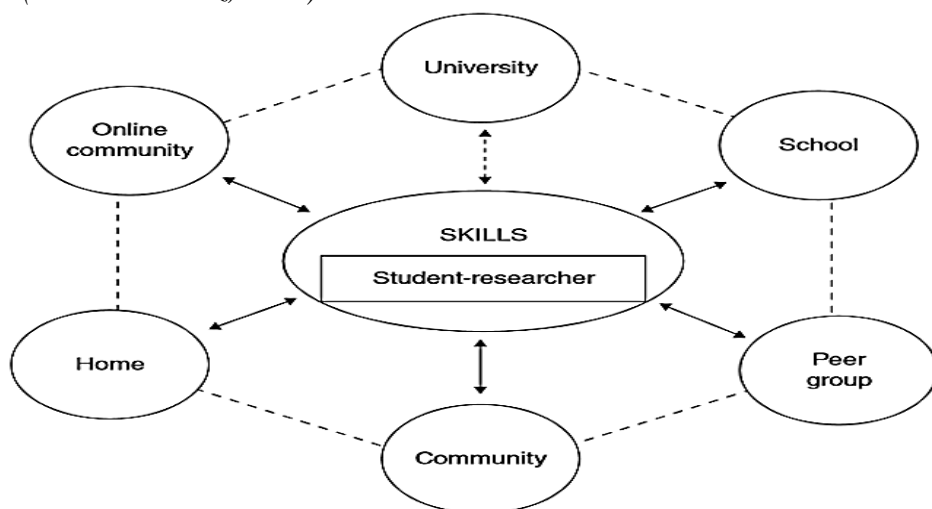 University
Online
community
School
SKILLS
Student-researcher
Home
Peer
group
Community